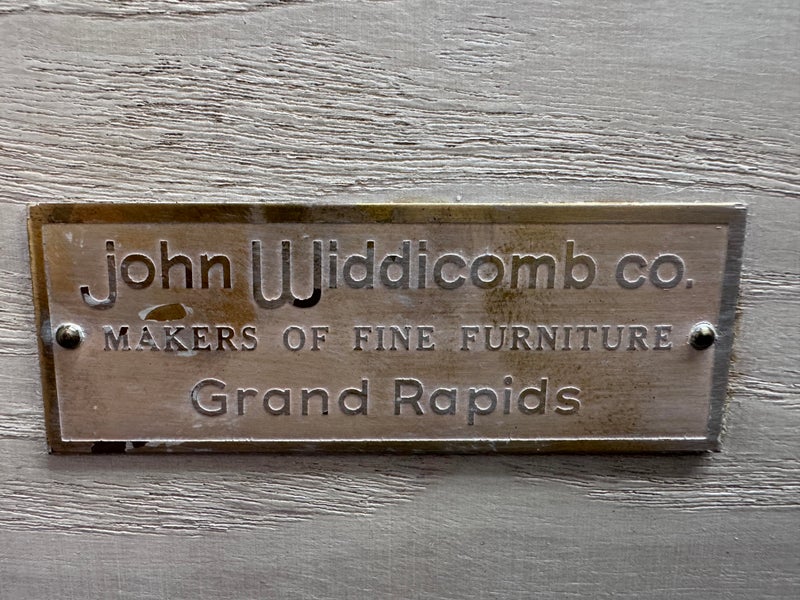 john Widdicomb co.
MAKERS OF FINE FURNITURE
Grand Rapids